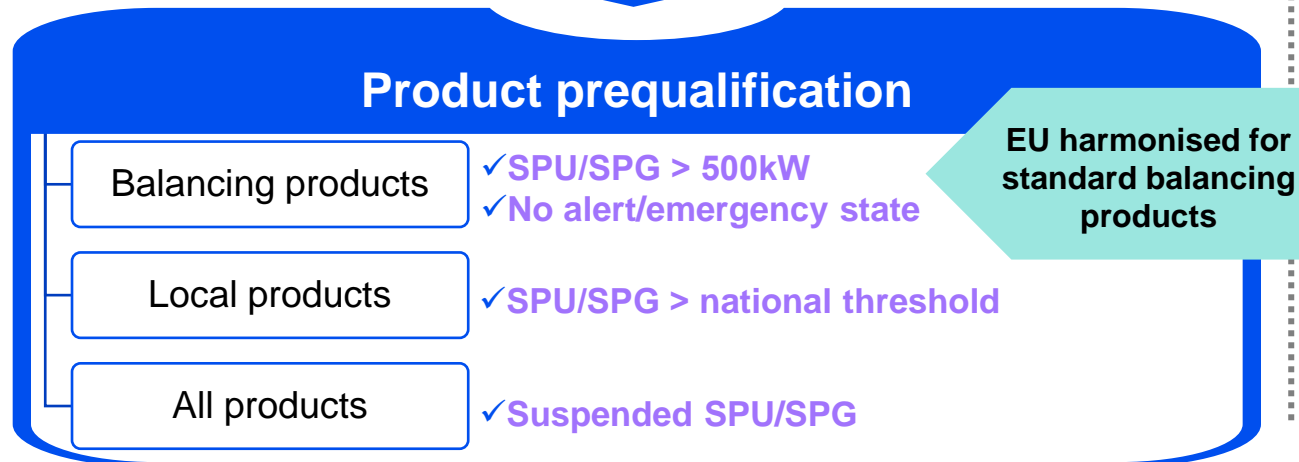 Product prequalification
EU harmonised for
standard balancing
products
Balancing products
✓SPU/SPG > 500kW
✓No alert/emergency state
Local products
✓SPU/SPG > national threshold
All products
✓Suspended SPU/SPG